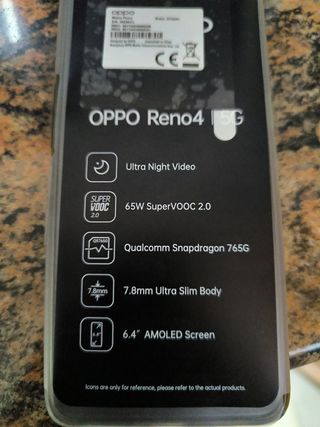 oppo
OPPO Reno4 5G
Ultra Night Video
SUPER
VOOC
2.0
65W SuperVOOC 2.0
Qualcomm Snapdragon 765G
7.8mm
7.8mm Ultra Slim Body
6.4" AMOLED Screen
Icons are only for reference, please refer to the actual products.